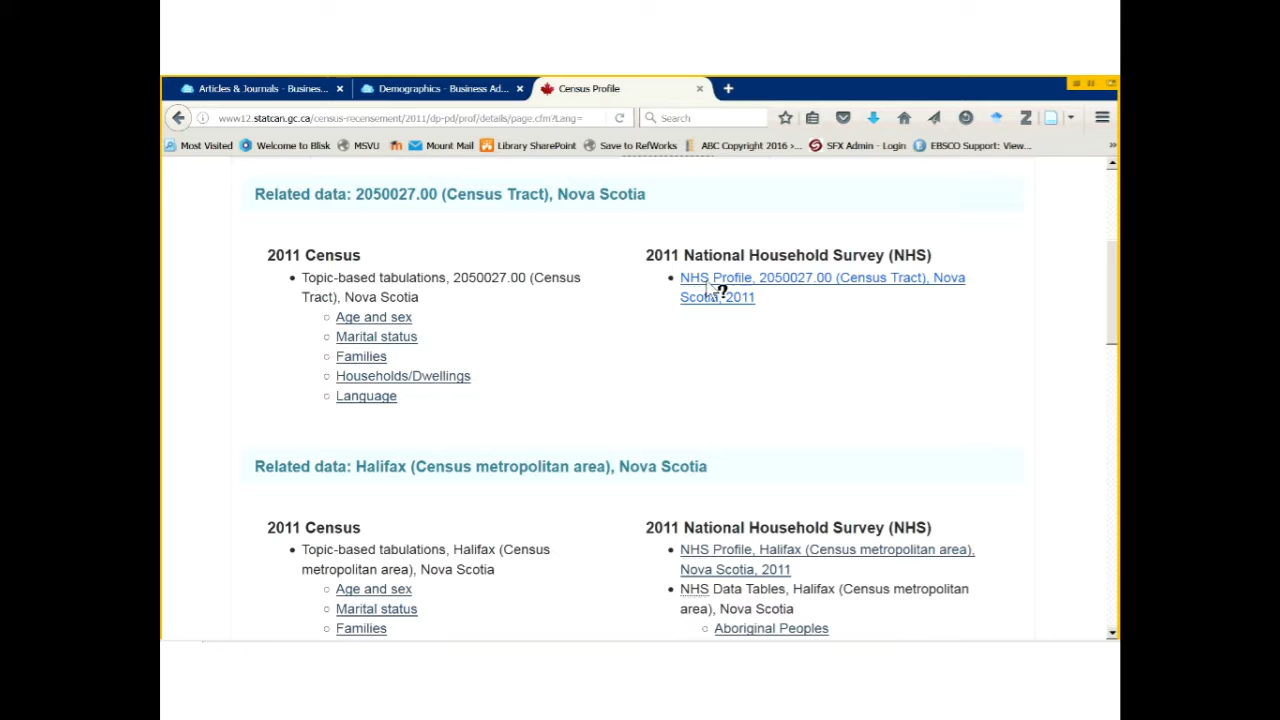 Articles & Journals - Busines... × Demographics - Business Ad... × Census Profile × +
www12.statcan.gc.ca/census-recensement/2011/dp-pd/prof/details/page.cfm?Lang= Search Z
Most Visited Welcome to Blisk MSVU m Mount Mail Library SharePoint Save to RefWorks ABC Copyright 2016 >... SFX Admin - Login EBSCO Support: View... »
Related data: 2050027.00 (Census Tract), Nova Scotia
2011 Census
• Topic-based tabulations, 2050027.00 (Census
Tract), Nova Scotia
Age and sex
Marital status
Families
Households/Dwellings
Language
2011 National Household Survey (NHS)
• NHS Profile, 2050027.00 (Census Tract), Nova
Scotia, 2011
Related data: Halifax (Census metropolitan area), Nova Scotia
2011 Census
• Topic-based tabulations, Halifax (Census
metropolitan area), Nova Scotia
Age and sex
Marital status
Families
2011 National Household Survey (NHS)
• NHS Profile, Halifax (Census metropolitan area),
Nova Scotia, 2011
• NHS Data Tables, Halifax (Census metropolitan
area), Nova Scotia
Aboriginal Peoples